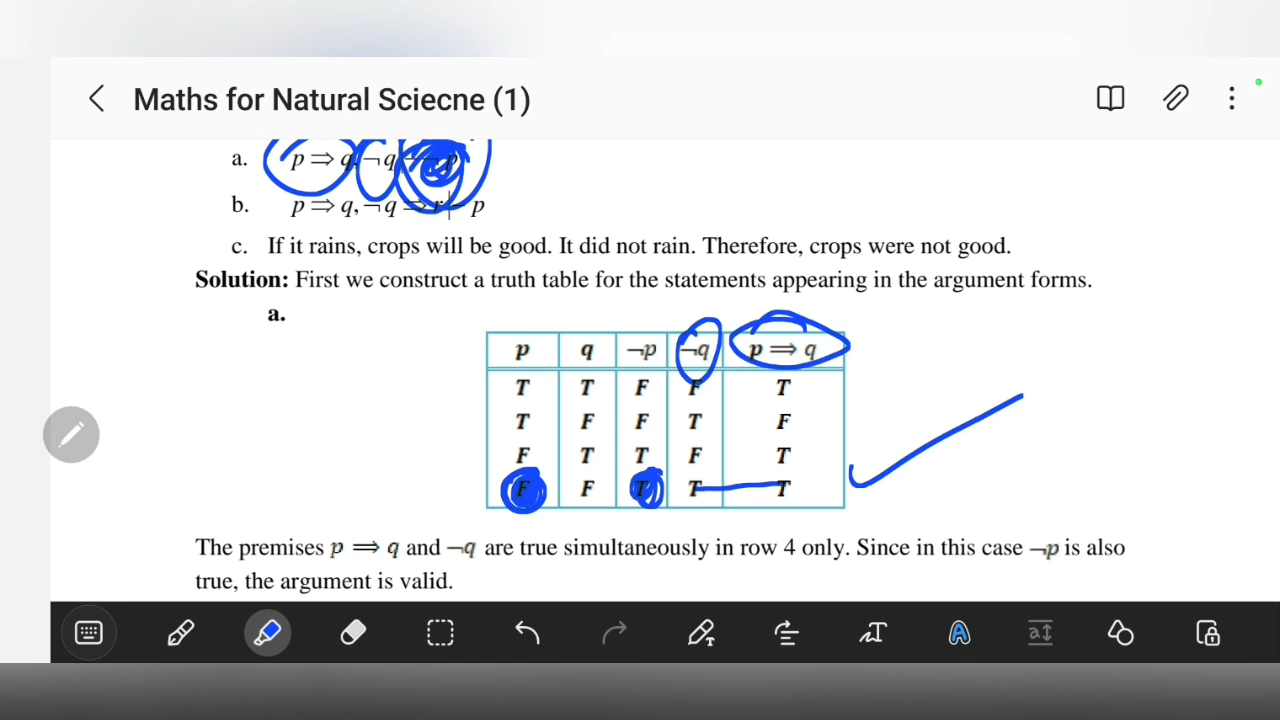 Maths for Natural Sciecne (1)
a. p ⇒ q, ¬q ⊢ ¬p
b. p ⇒ q, ¬q ⇒ r ⊢ p
c. If it rains, crops will be good. It did not rain. Therefore, crops were not good.
Solution: First we construct a truth table for the statements appearing in the argument forms.
a.
p q ¬p ¬q p ⇒ q
T T F F T
T F F T F
F T T F T
F F T T T
The premises p ⇒ q and ¬q are true simultaneously in row 4 only. Since in this case ¬p is also
true, the argument is valid.